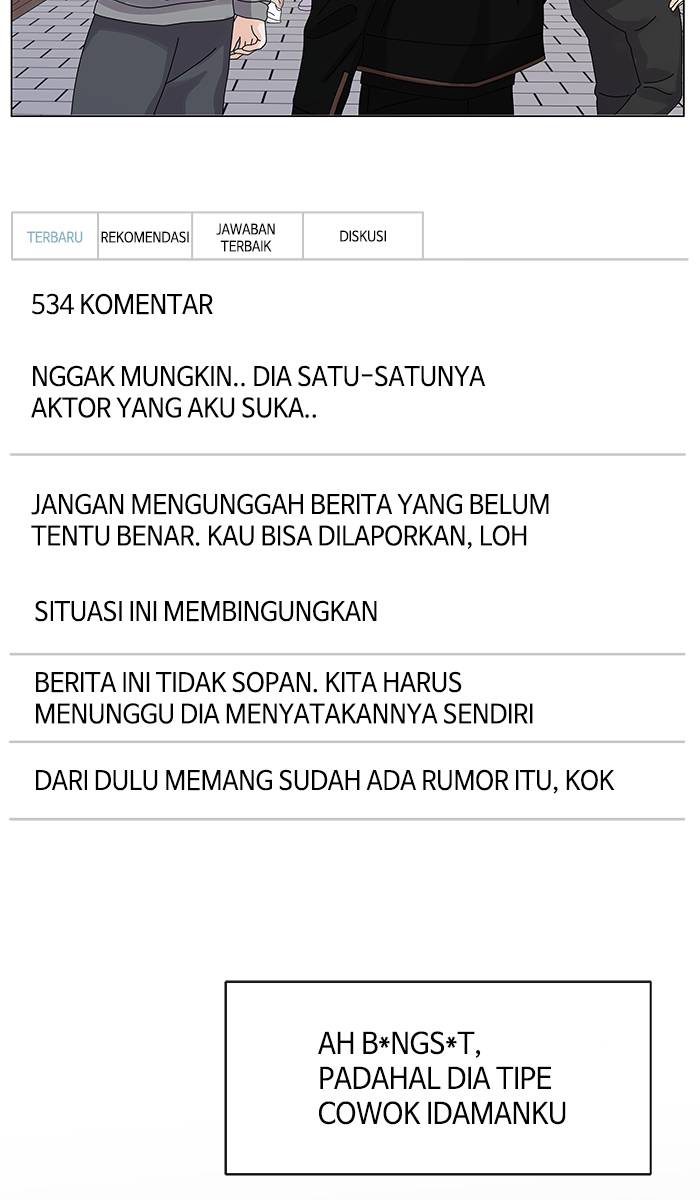 TERBARU
REKOMENDASI
JAWABAN
TERBAIK
DISKUSI
534 KOMENTAR
NGGAK MUNGKIN.. DIA SATU-SATUNYA
AKTOR YANG AKU SUKA..
JANGAN MENGUNGGAH BERITA YANG BELUM
TENTU BENAR. KAU BISA DILAPORKAN, LOH
SITUASI INI MEMBINGUNGKAN
BERITA INI TIDAK SOPAN. KITA HARUS
MENUNGGU DIA MENYATAKANNYA SENDIRI
DARI DULU MEMANG SUDAH ADA RUMOR ITU, KOK
AH B*NGS*T,
PADAHAL DIA TIPE
COWOK IDAMANKU